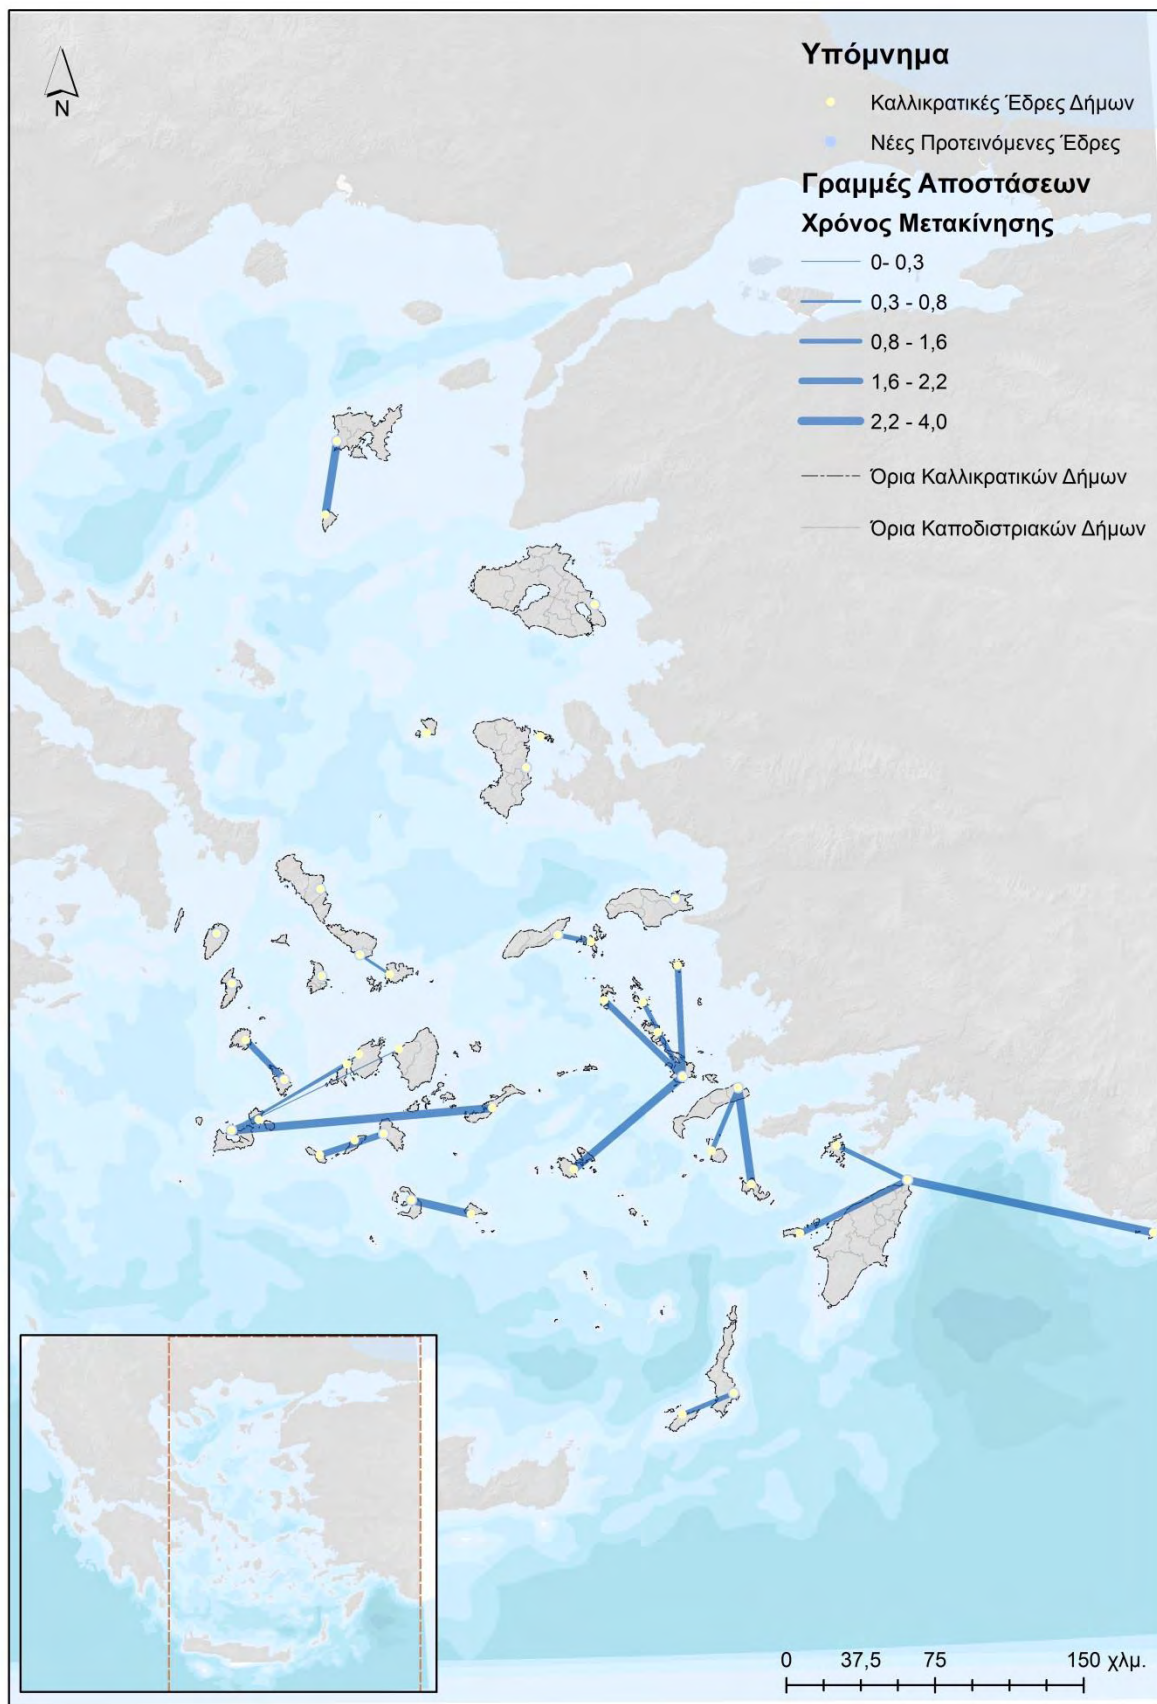 N
Υπόμνημα
Καλλικρατικές Έδρες Δήμων
Νέες Προτεινόμενες Έδρες
Γραμμές Αποστάσεων
Χρόνος Μετακίνησης
0- 0,3
0,3 - 0,8
0,8 - 1,6
1,6 - 2,2
2,2 - 4,0
Όρια Καλλικρατικών Δήμων
Όρια Καποδιστριακών Δήμων
0 37,5 75 150 χλμ.